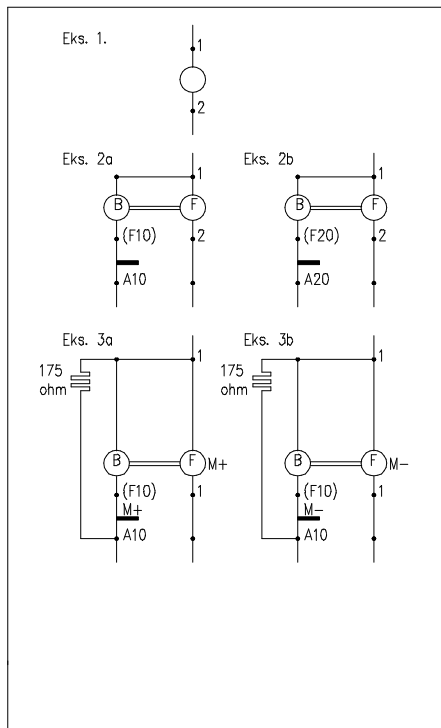 Eks. 1.
1
2
Eks. 2a
1
B
F
(F10)
2
A10
Eks. 2b
1
B
F
(F20)
2
A20
Eks. 3a
1
175
ohm
B
F
M+
(F10)
1
M+
A10
Eks. 3b
1
175
ohm
B
F
M-
(F10)
1
M-
A10